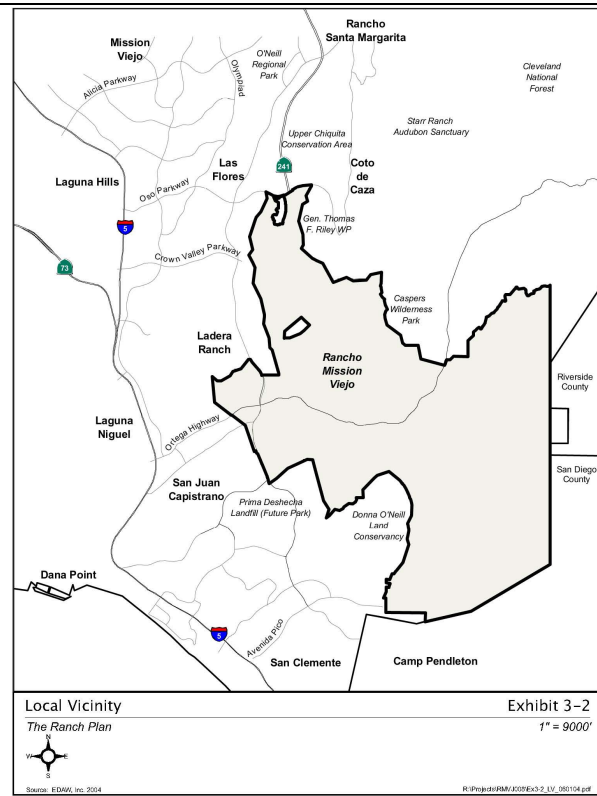 Rancho
Santa Margarita
Mission
Viejo
O'Neill
Regional
Park
Cleveland
National
Forest
Olympiad
Alicia Parkway
Starr Ranch
Audubon Sanctuary
Upper Chiquita
Conservation Area
Las
Flores
241
Coto
de
Caza
Laguna Hills
Oso Parkway
5
Gen. Thomas
F. Riley WP
73
Crown Valley Parkway
Caspers
Wilderness
Park
Ladera
Ranch
Rancho
Mission
Viejo
Riverside
County
Laguna
Niguel
Ortega Highway
San Diego
County
San Juan
Capistrano
Prima Deshecha
Landfill (Future Park)
Donna O'Neill
Land
Conservancy
Dana Point
5
Avenida Pico
San Clemente
Camp Pendleton
Local Vicinity
Exhibit 3-2
The Ranch Plan
1" = 9000'
N
W
E
S
Source: EDAW, Inc. 2004
R:\Projects\RMV\J008\Ex3-2_LV_060104.pdf